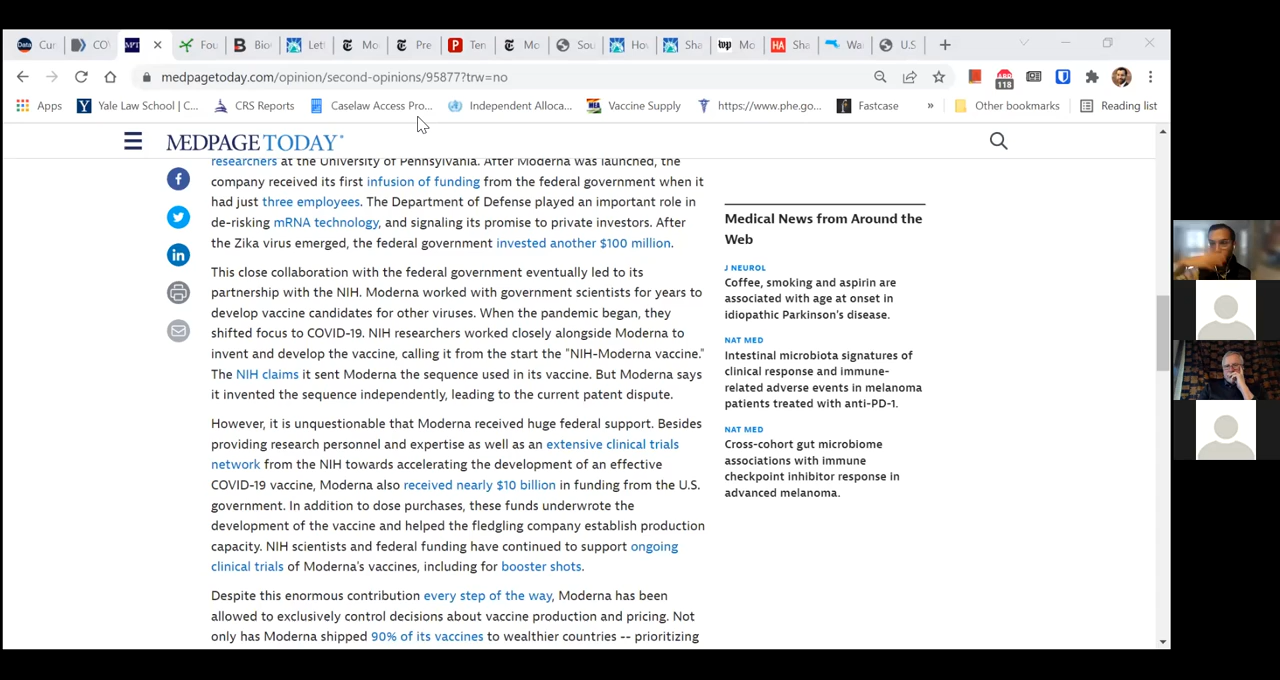 Cur
CO
Fou
Bio
Lett
Mo
Pre
Ten
Mo
Sou
Hov
Sha
Mo
Sha
Wa
U.S
medpagetoday.com/opinion/second-opinions/95877?trw=no
118
Apps
Yale Law School | C...
CRS Reports
Caselaw Access Pro...
Independent Alloca...
Vaccine Supply
https://www.phe.go...
Fastcase
»
Other bookmarks
Reading list
MEDPAGE TODAY
researchers at the University of Pennsylvania. After Moderna was launched, the
company received its first infusion of funding from the federal government when it
had just three employees. The Department of Defense played an important role in
de-risking mRNA technology, and signaling its promise to private investors. After
the Zika virus emerged, the federal government invested another $100 million.
This close collaboration with the federal government eventually led to its
partnership with the NIH. Moderna worked with government scientists for years to
develop vaccine candidates for other viruses. When the pandemic began, they
shifted focus to COVID-19. NIH researchers worked closely alongside Moderna to
invent and develop the vaccine, calling it from the start the "NIH-Moderna vaccine."
The NIH claims it sent Moderna the sequence used in its vaccine. But Moderna says
it invented the sequence independently, leading to the current patent dispute.
However, it is unquestionable that Moderna received huge federal support. Besides
providing research personnel and expertise as well as an extensive clinical trials
network from the NIH towards accelerating the development of an effective
COVID-19 vaccine, Moderna also received nearly $10 billion in funding from the U.S.
government. In addition to dose purchases, these funds underwrote the
development of the vaccine and helped the fledgling company establish production
capacity. NIH scientists and federal funding have continued to support ongoing
clinical trials of Moderna's vaccines, including for booster shots.
Despite this enormous contribution every step of the way, Moderna has been
allowed to exclusively control decisions about vaccine production and pricing. Not
only has Moderna shipped 90% of its vaccines to wealthier countries -- prioritizing
Medical News from Around the
Web
J NEUROL
Coffee, smoking and aspirin are
associated with age at onset in
idiopathic Parkinson's disease.
NAT MED
Intestinal microbiota signatures of
clinical response and immune-
related adverse events in melanoma
patients treated with anti-PD-1.
NAT MED
Cross-cohort gut microbiome
associations with immune
checkpoint inhibitor response in
advanced melanoma.